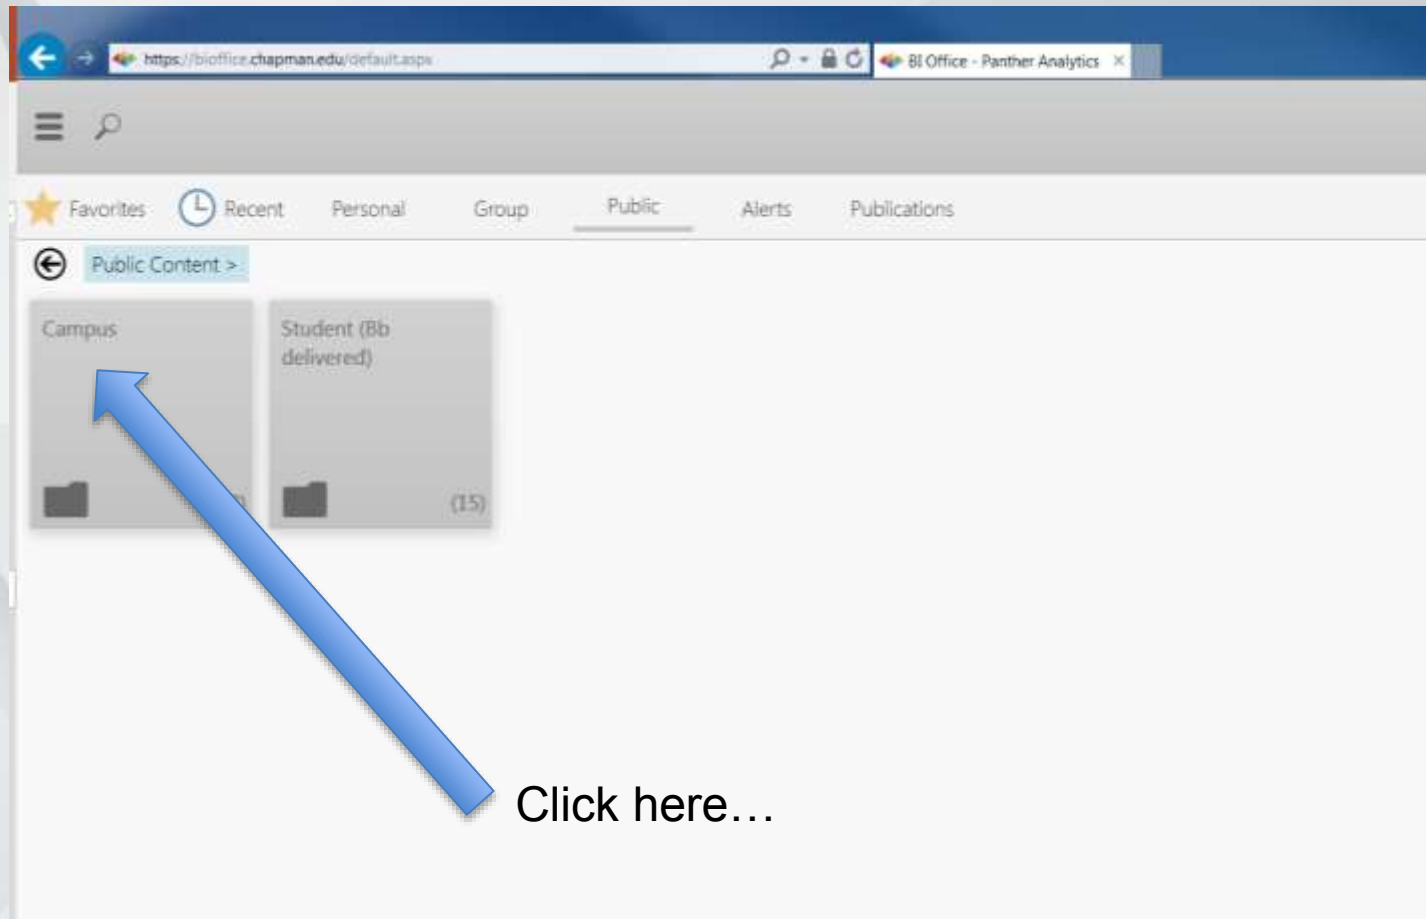 https://bioffice.chapman.edu/default.aspx
BI Office - Panther Analytics
Favorites Recent Personal Group Public Alerts Publications
Public Content >
Campus
Student (Bb
delivered)
(15)
Click here…